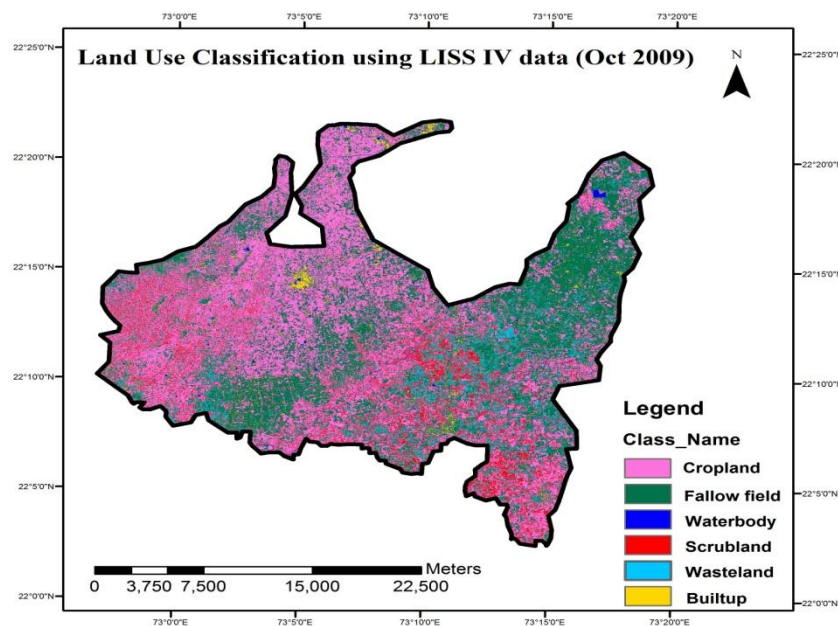 73°0'0"E 73°5'0"E 73°10'0"E 73°15'0"E 73°20'0"E
22°25'0"N 22°25'0"N
Land Use Classification using LISS IV data (Oct 2009)
N
22°20'0"N 22°20'0"N
22°15'0"N 22°15'0"N
22°10'0"N 22°10'0"N
Legend
Class_Name
Cropland
Fallow field
22°5'0"N 22°5'0"N
Waterbody
Scrubland
Wasteland
Builtup
Meters
0 3,750 7,500 15,000 22,500
22°0'0"N 22°0'0"N
73°0'0"E 73°5'0"E 73°10'0"E 73°15'0"E 73°20'0"E